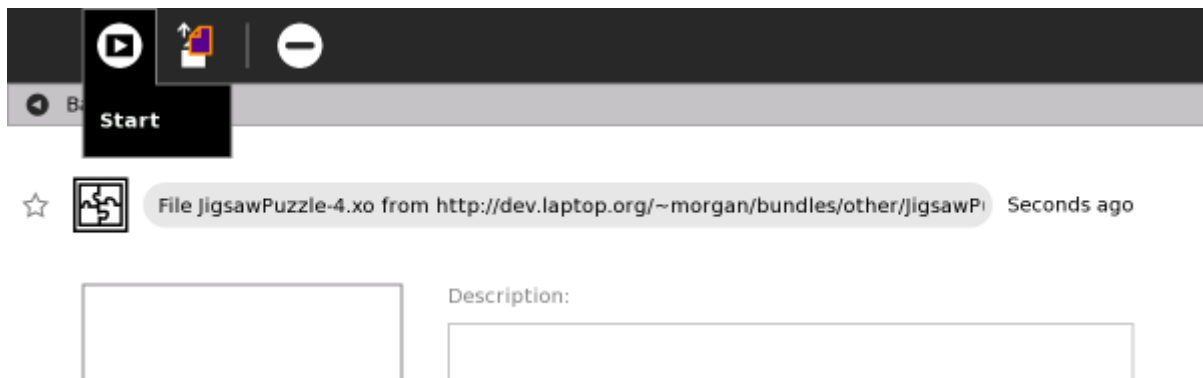 Start
File JigsawPuzzle-4.xo from http://dev.laptop.org/~morgan/bundles/other/JigsawP
Seconds ago
Description: